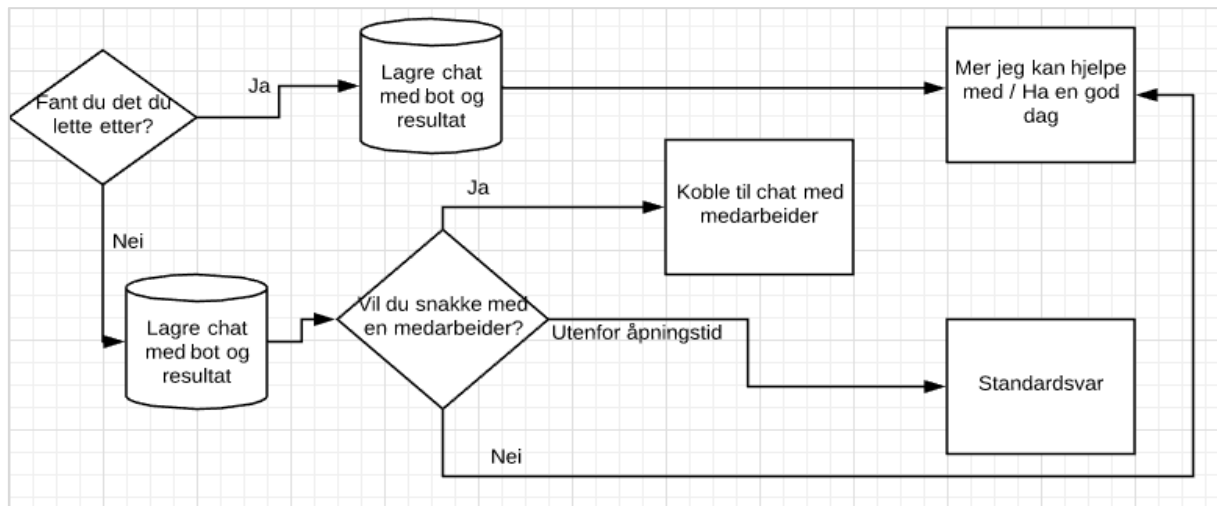 Fant du det du
lette etter?
Ja
Lagre chat
med bot og
resultat
Mer jeg kan hjelpe
med / Ha en god
dag
Nei
Lagre chat
med bot og
resultat
Vil du snakke med
en medarbeider?
Ja
Koble til chat med
medarbeider
Utenfor åpningstid
Standardsvar
Nei